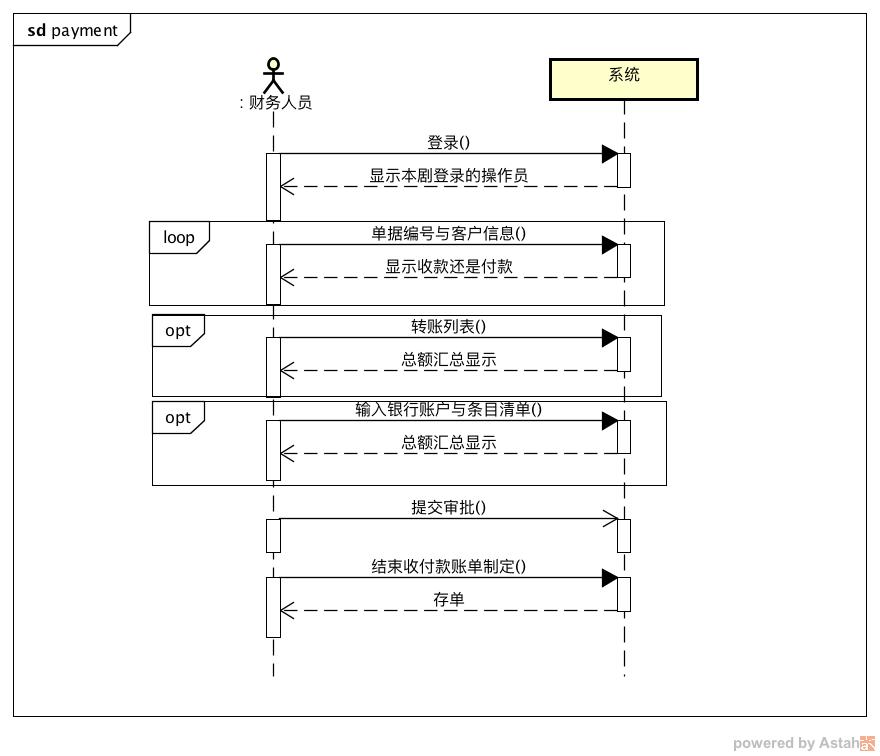 sd payment
: 财务人员
系统
登录()
显示本剧登录的操作员
loop
单据编号与客户信息()
显示收款还是付款
opt
转账列表()
总额汇总显示
opt
输入银行账户与条目清单()
总额汇总显示
提交审批()
结束收付款账单制定()
存单
powered by Astah